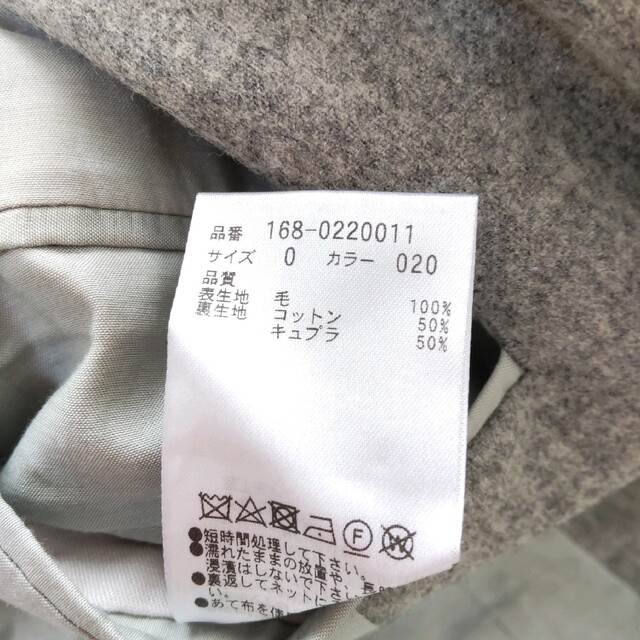 品番 168-0220011
サイズ 0 カラー 020
品質
表生地 毛 100%
裏生地 コットン 50%
キュプラ 50%
●短時間処理して下さい。
●濡れたままの放置や
浸漬はしないで下さい
●裏返してネット
い。
●あて布を使